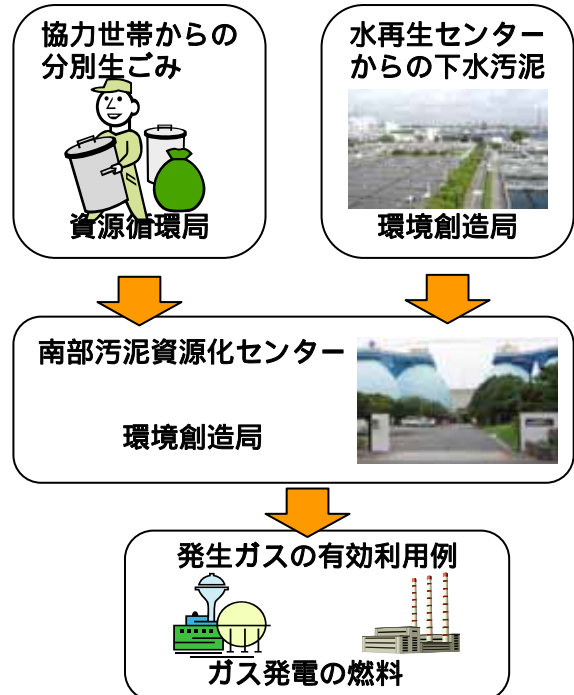 協力世帯からの
分別生ごみ
資源循環局
水再生センター
からの下水汚泥
環境創造局
南部汚泥資源化センター
環境創造局
発生ガスの有効利用例
ガス発電の燃料